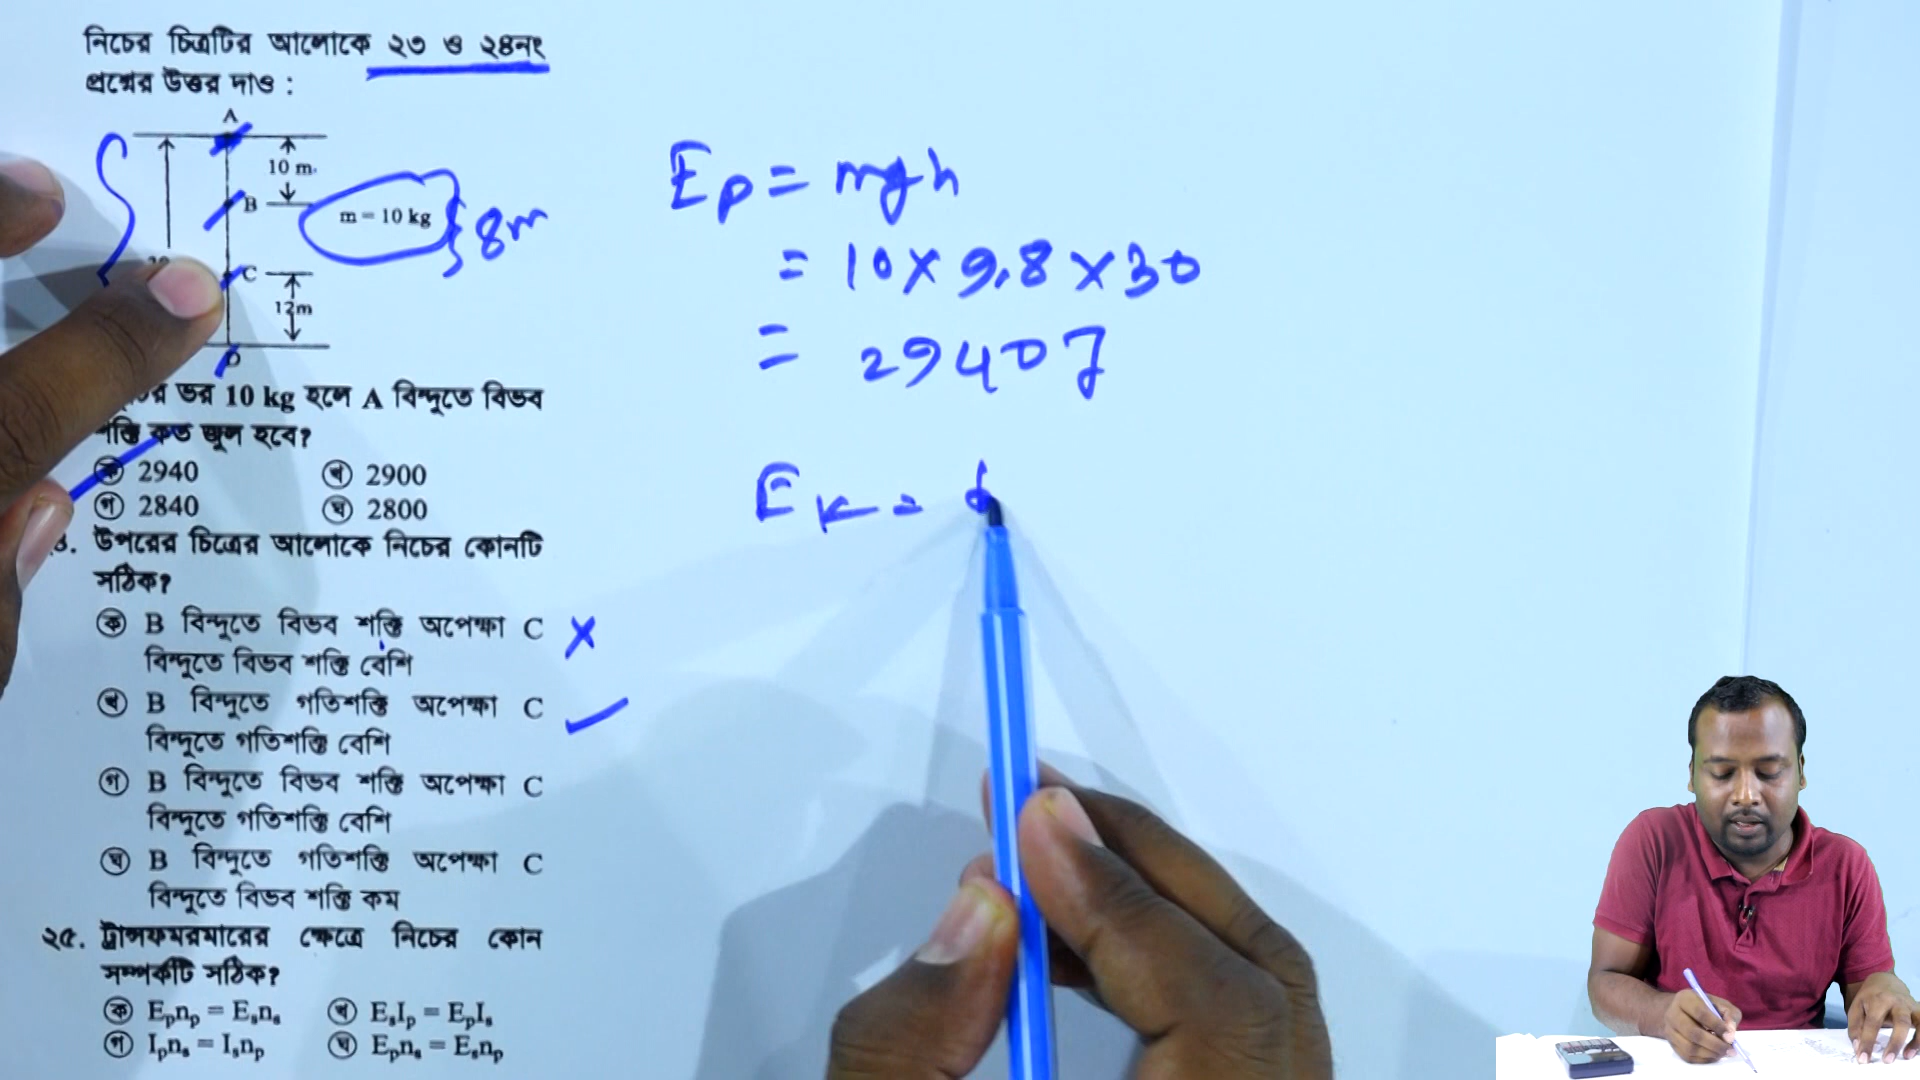 নিচের চিত্রটির আলোকে ২৩ ও ২৪নং
প্রশ্নের উত্তর দাও :
A
10 m.
B
m = 10 kg
8m
C
12m
D
ভর 10 kg হলে A বিন্দুতে বিভব
শক্তি কত জুল হবে?
ক 2940
খ 2900
গ 2840
ঘ 2800
উপরের চিত্রের আলোকে নিচের কোনটি
সঠিক?
ক B বিন্দুতে বিভব শক্তি অপেক্ষা C
বিন্দুতে বিভব শক্তি বেশি
খ B বিন্দুতে গতিশক্তি অপেক্ষা C
বিন্দুতে গতিশক্তি বেশি
গ B বিন্দুতে বিভব শক্তি অপেক্ষা C
বিন্দুতে গতিশক্তি বেশি
ঘ B বিন্দুতে গতিশক্তি অপেক্ষা C
বিন্দুতে বিভব শক্তি কম
২৫. ট্রান্সফরমারের ক্ষেত্রে নিচের কোন
সম্পর্কটি সঠিক?
ক Eₚnₚ = Eₛnₛ
খ EₛIₚ = EₚIₛ
গ Iₚnₛ = Iₛnₚ
ঘ Eₚnₛ = Eₛnₚ
Ep = mgh
= 10 × 9.8 × 30
= 2940 J
Ek =